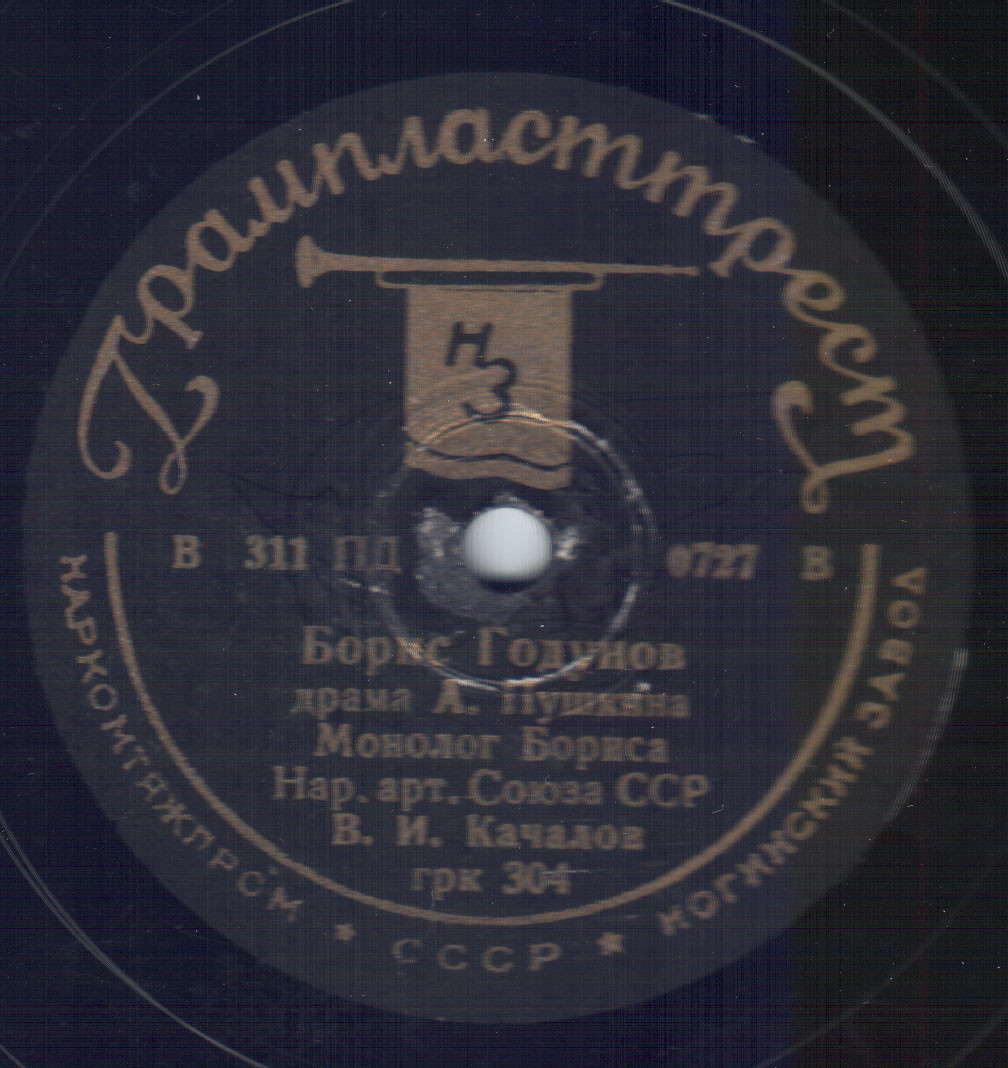 Грампласттрест
НЗ
В 311 ПД 0727 В
Борис Годунов
драма А. Пушкина
Монолог Бориса
Нар. арт. Союза ССР
В. И. Качалов
грк 304
НАРКОМТЯЖПРОМ ★ СССР ★ НОГИНСКИЙ ЗАВОД